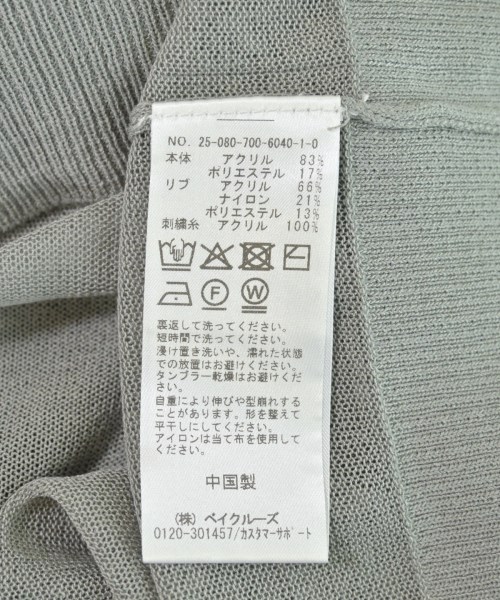 NO. 25-080-700-6040-1-0
本体 アクリル 83%
ポリエステル 17%
リブ アクリル 66%
ナイロン 21%
ポリエステル 13%
刺繍糸 アクリル 100%
F W
裏返して洗ってください。
短時間で洗ってください。
浸け置き洗いや、濡れた状態
での放置はお避けください。
タンブラー乾燥はお避けくだ
さい。
自重により伸びや型崩れする
ことがあります。形を整えて
平干しにしてください。
アイロンは当て布を使用して
ください。
中国製
(株) ベイクルーズ
0120-301457/カスタマーサポート